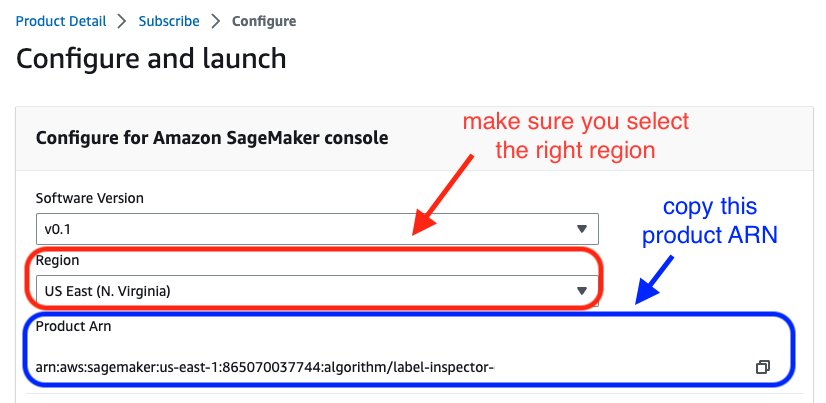 Product Detail > Subscribe > Configure
Configure and launch
make sure you select
the right region
Configure for Amazon SageMaker console
Software Version
v0.1
copy this
product ARN
Region
US East (N. Virginia)
Product Arn
arn:aws:sagemaker:us-east-1:865070037744:algorithm/label-inspector-